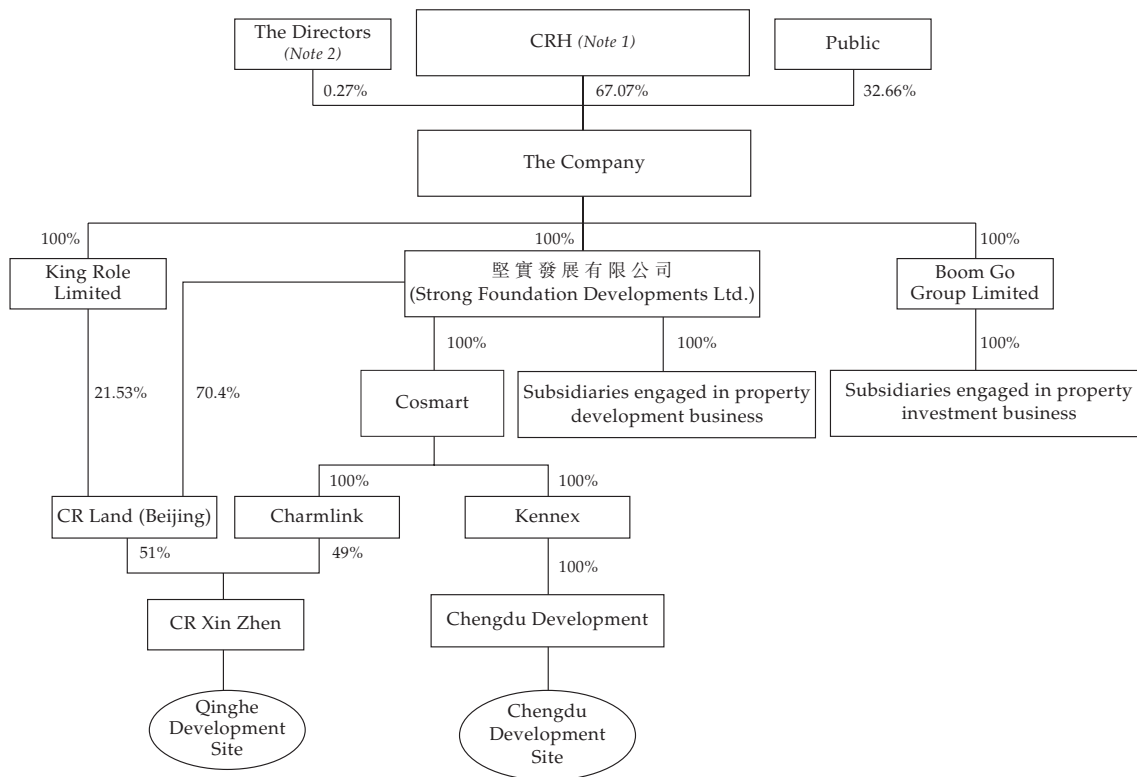 The Directors
(Note 2)
CRH (Note 1)
Public
0.27%
67.07%
32.66%
The Company
100%
100%
100%
King Role
Limited
堅實發展有限公司
(Strong Foundation Developments Ltd.)
Boom Go
Group Limited
100%
100%
100%
21.53%
70.4%
Cosmart
Subsidiaries engaged in property
development business
Subsidiaries engaged in property
investment business
100%
100%
CR Land (Beijing)
Charmlink
Kennex
51%
49%
100%
CR Xin Zhen
Chengdu Development
Qinghe
Development
Site
Chengdu
Development
Site